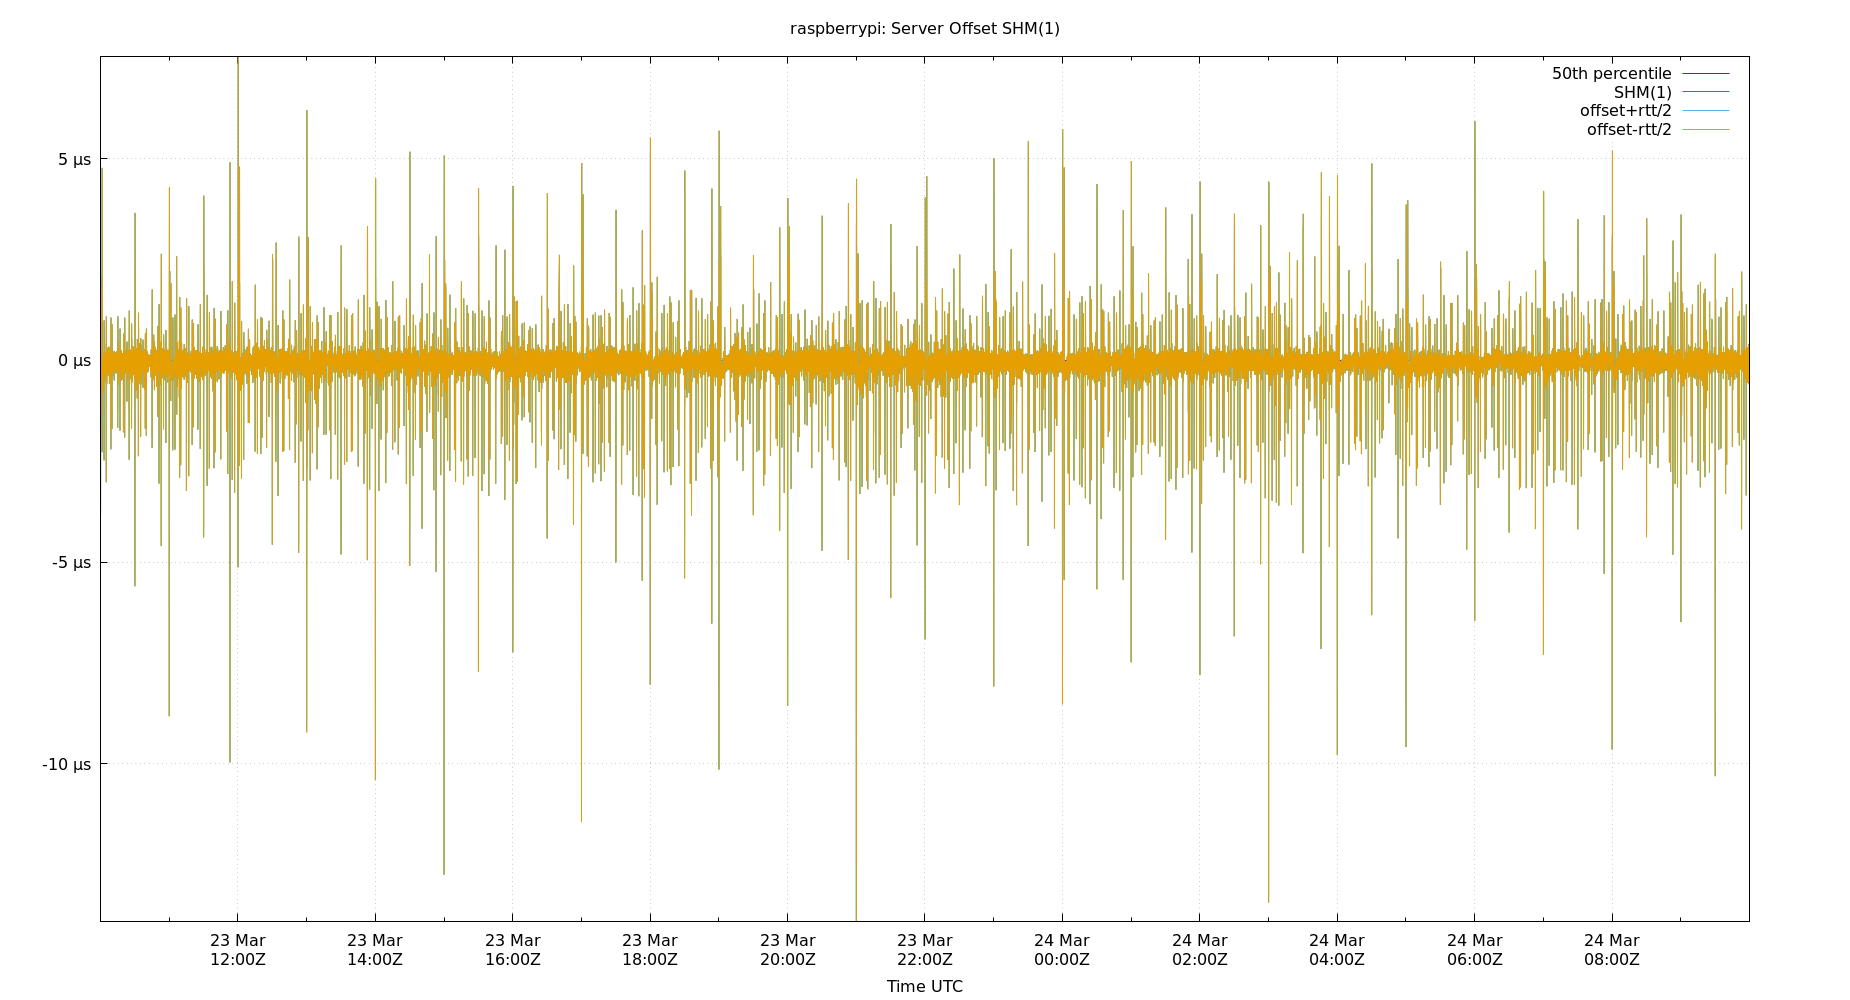 raspberrypi: Server Offset SHM(1)
50th percentile
SHM(1)
offset+rtt/2
offset-rtt/2
5 µs
0 µs
-5 µs
-10 µs
23 Mar 23 Mar 23 Mar 23 Mar 23 Mar 23 Mar 24 Mar 24 Mar 24 Mar 24 Mar 24 Mar
12:00Z 14:00Z 16:00Z 18:00Z 20:00Z 22:00Z 00:00Z 02:00Z 04:00Z 06:00Z 08:00Z
Time UTC